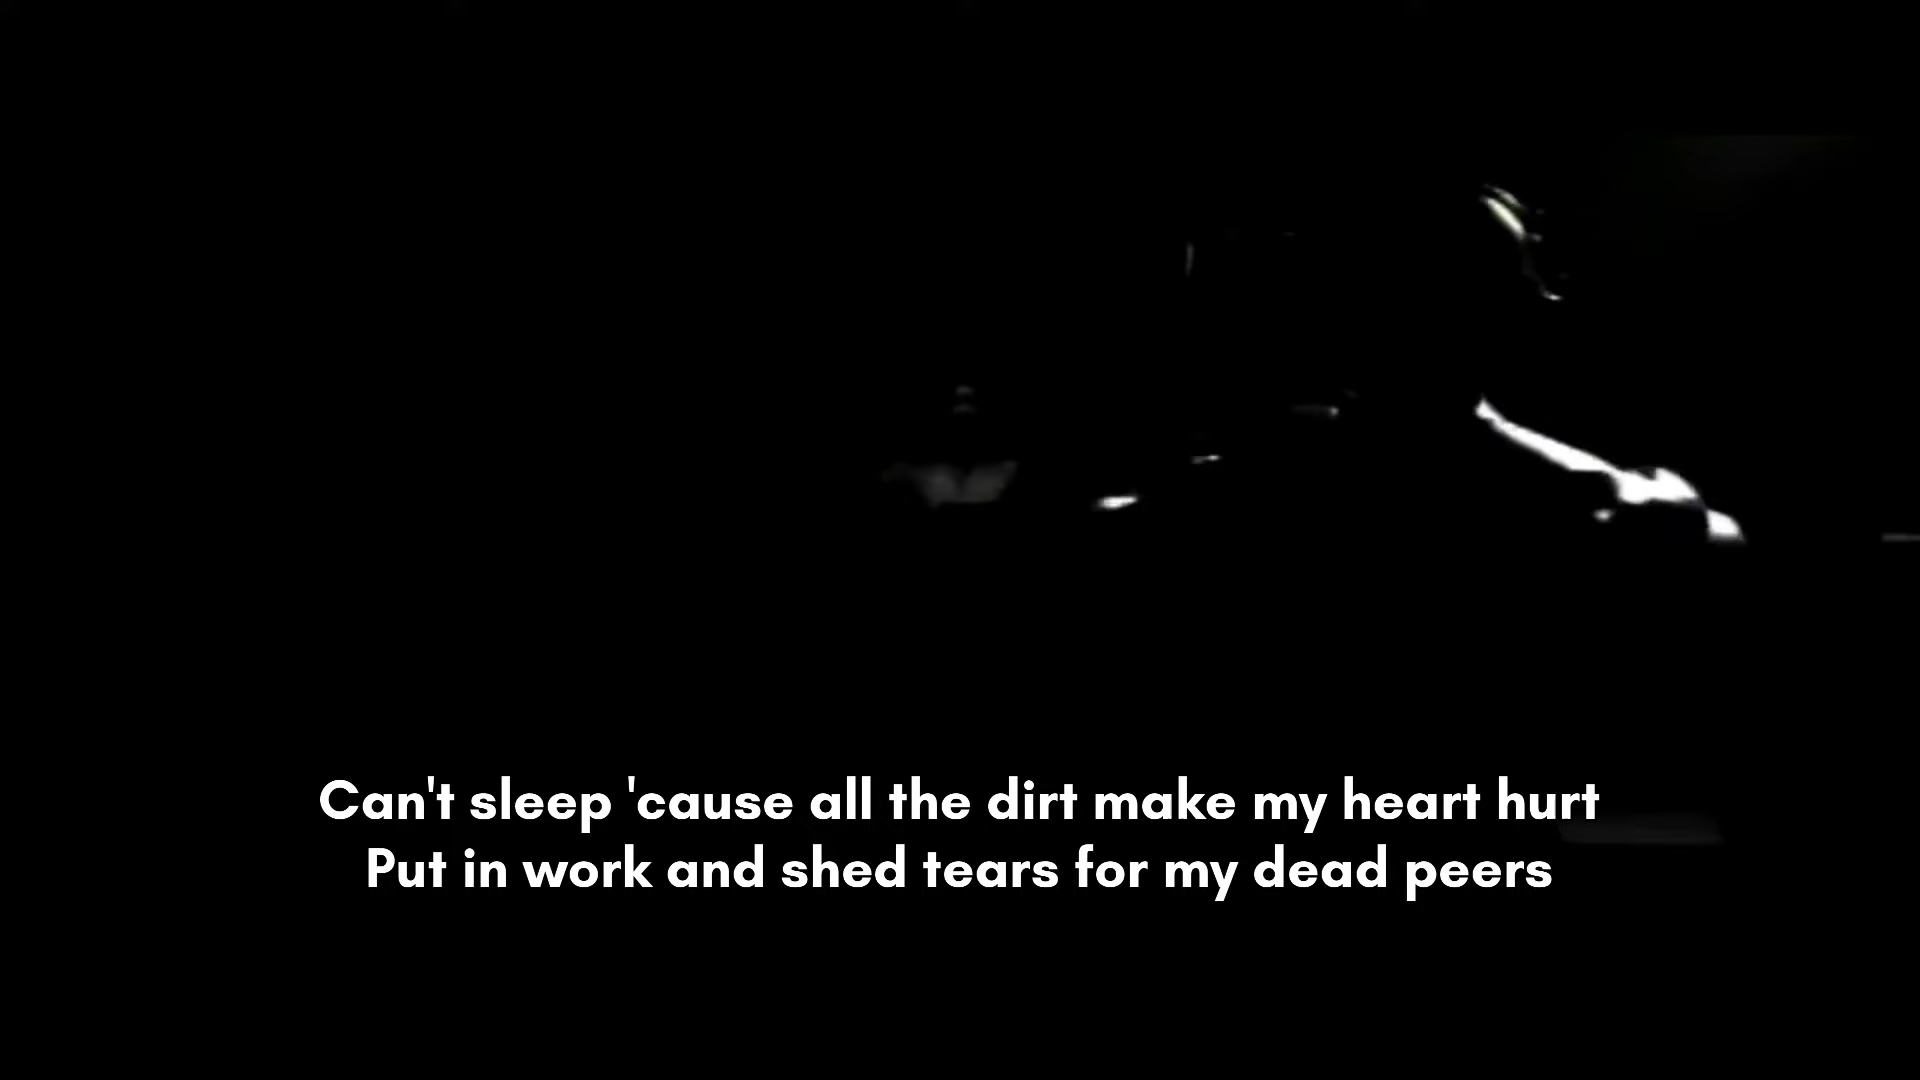 Can't sleep 'cause all the dirt make my heart hurt
Put in work and shed tears for my dead peers